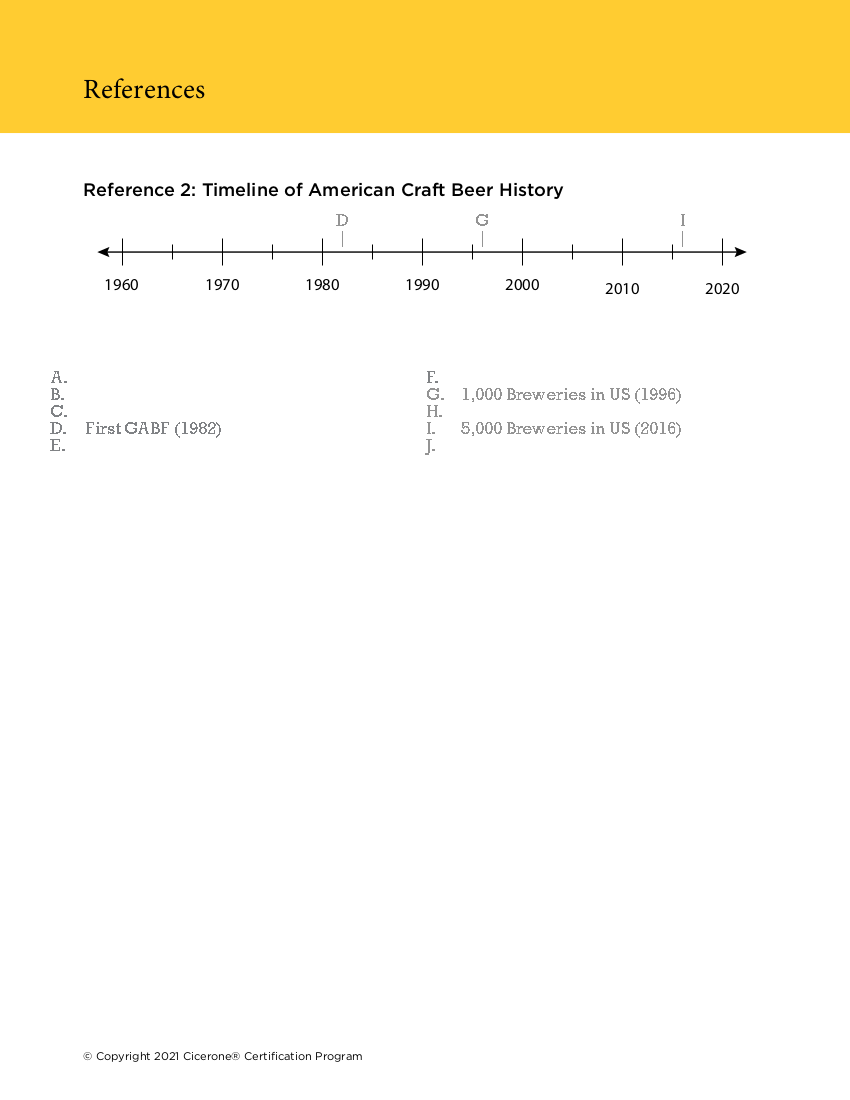 References
Reference 2: Timeline of American Craft Beer History
D G I
1960 1970 1980 1990 2000 2010 2020
A.
B.
C.
D. First GABF (1982)
E.
F.
G. 1,000 Breweries in US (1996)
H.
I. 5,000 Breweries in US (2016)
J.
© Copyright 2021 Cicerone® Certification Program